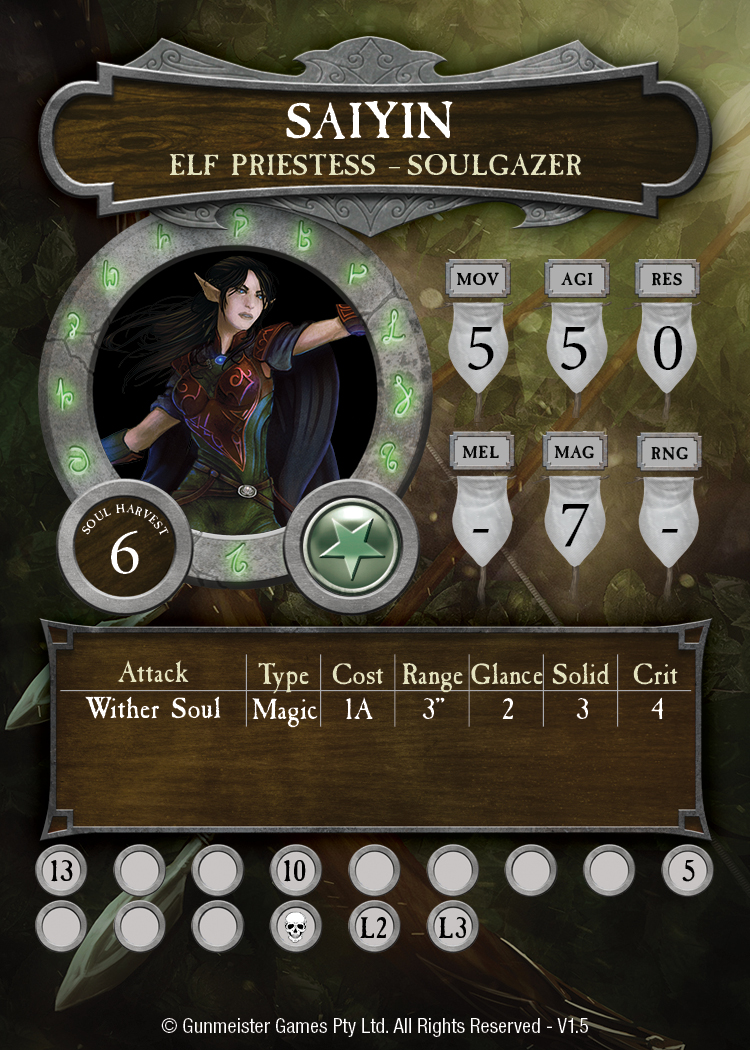 SAIYIN
ELF PRIESTESS – SOULGAZER
MOV AGI RES
5 5 0
MEL MAG RNG
- 7 -
SOUL HARVEST
6
Attack Type Cost Range Glance Solid Crit
Wither Soul Magic 1A 3” 2 3 4
13 10 5
L2 L3
© Gunmeister Games Pty Ltd. All Rights Reserved - V1.5